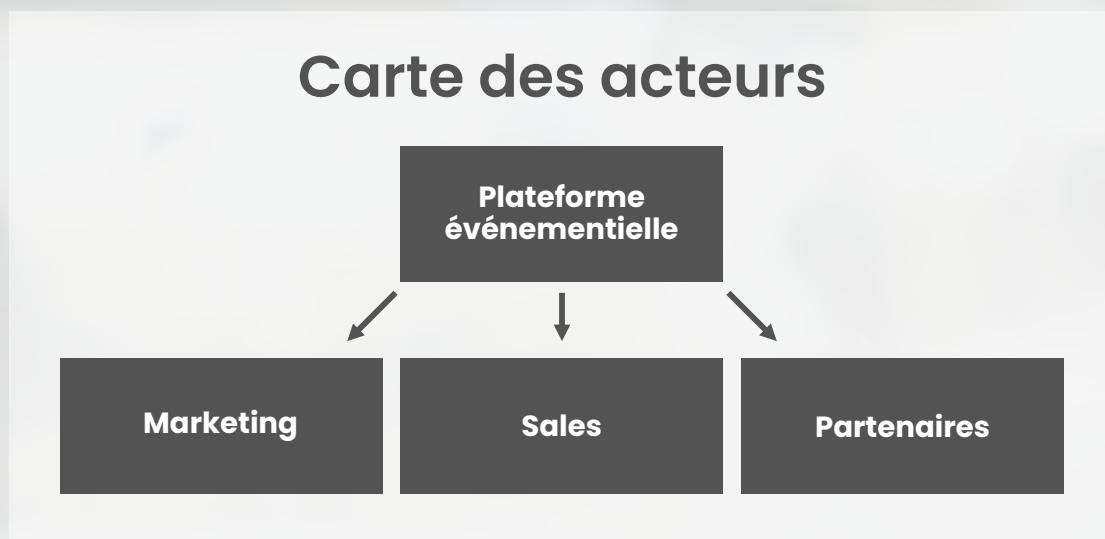 Carte des acteurs
Plateforme
événementielle
Marketing
Sales
Partenaires